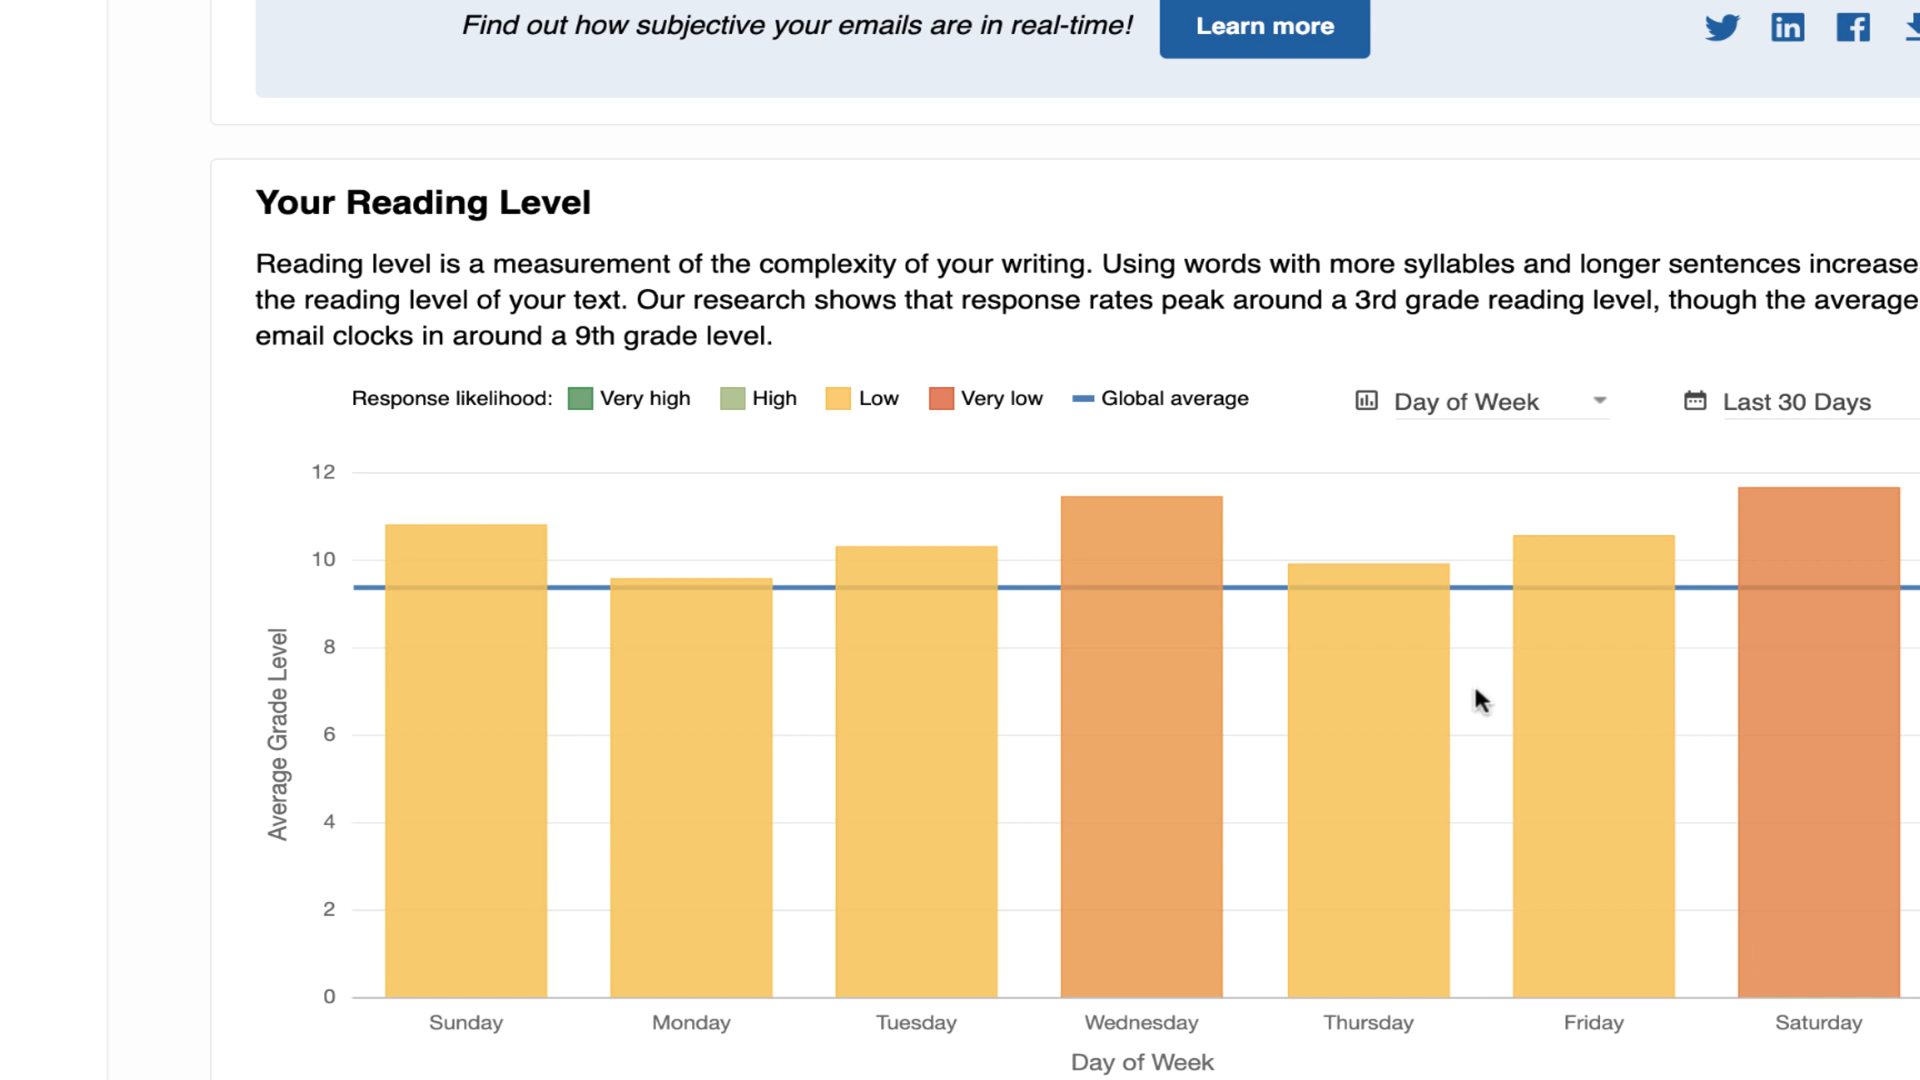 Find out how subjective your emails are in real-time!
Learn more
Your Reading Level
Reading level is a measurement of the complexity of your writing. Using words with more syllables and longer sentences increase
the reading level of your text. Our research shows that response rates peak around a 3rd grade reading level, though the average
email clocks in around a 9th grade level.
Response likelihood: Very high High Low Very low Global average
Day of Week
Last 30 Days
12
10
8
6
4
2
0
Average Grade Level
Sunday Monday Tuesday Wednesday Thursday Friday Saturday
Day of Week